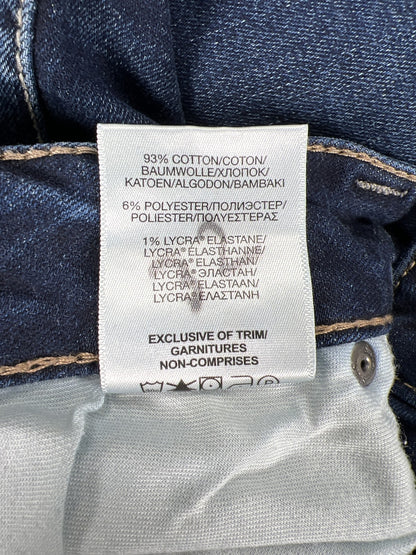 93% COTTON/COTON/
BAUMWOLLE/ХЛОПОК/
KATOEN/ALGODON/BAMBAKI
6% POLYESTER/ПОЛИЭСТЕР/
POLIESTER/ΠΟΛΥΕΣΤΕΡΑΣ
1% LYCRA® ELASTANE/
LYCRA® ELASTHANNE/
LYCRA® ELASTHAN/
LYCRA® ЭЛАСТАН/
LYCRA® ELASTAAN/
LYCRA® ΕΛΑΣΤΑΝΗ
EXCLUSIVE OF TRIM/
GARNITURES
NON-COMPRISES